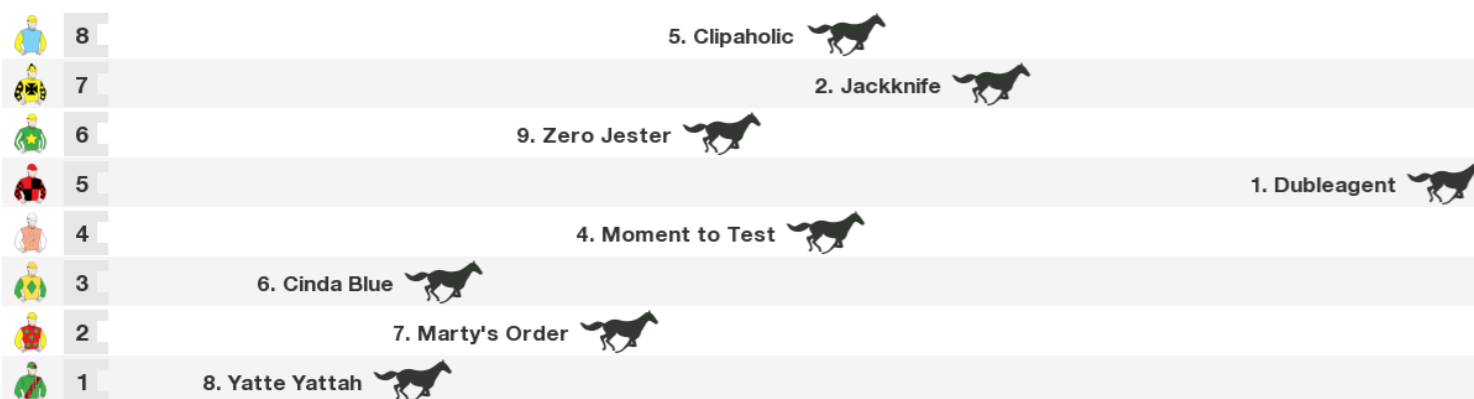 8 5. Clipaholic
7 2. Jackknife
6 9. Zero Jester
5 1. Dubleagent
4 4. Moment to Test
3 6. Cinda Blue
2 7. Marty's Order
1 8. Yatte Yattah